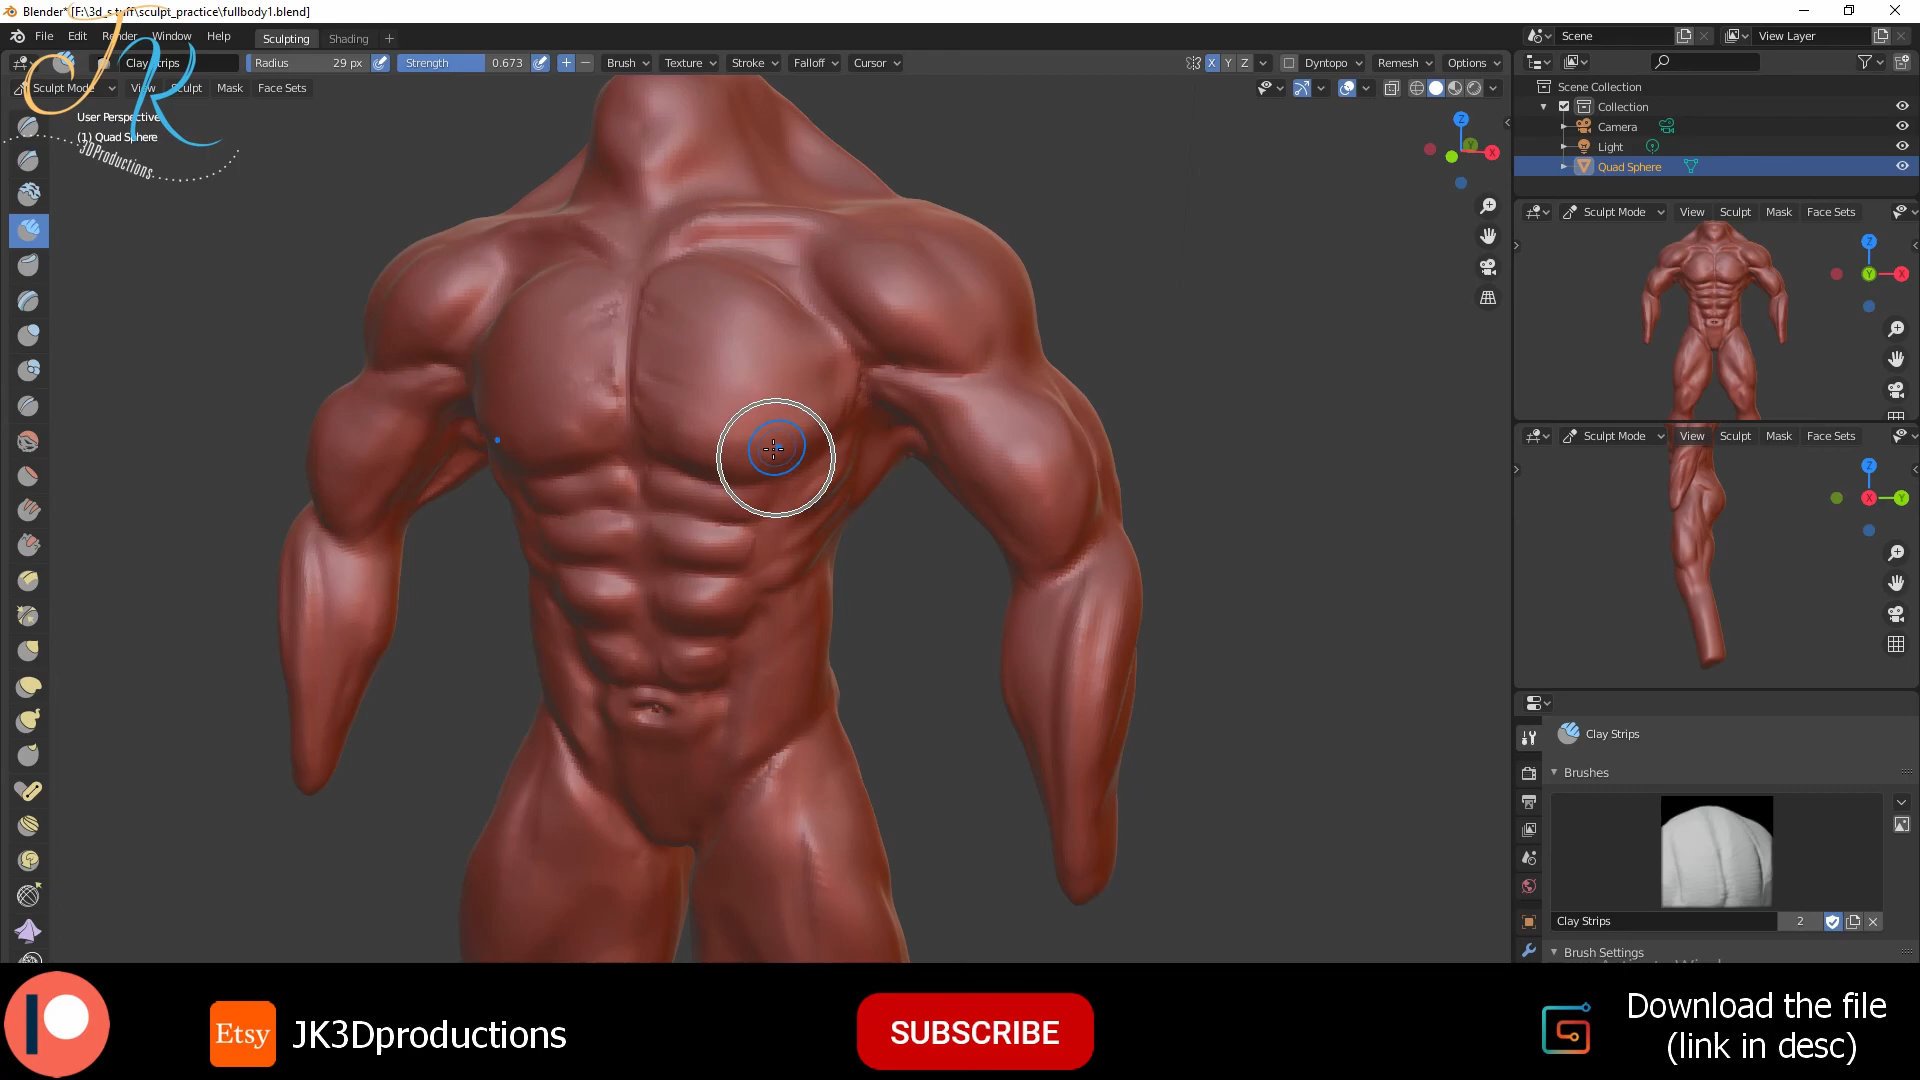 Blender* [F:\3d_stuff\sculpt_practice\fullbody1.blend]
File Edit Render Window Help Sculpting Shading + Scene View Layer
Clay Strips Radius 29 px Strength 0.673 + − Brush Texture Stroke Falloff Cursor X Y Z Dyntopo Remesh Options
Sculpt Mode View Sculpt Mask Face Sets
User Perspective
(1) Quad Sphere
JK
3DProductions
Scene Collection
Collection
Camera
Light
Quad Sphere
Z
Y
X
Sculpt Mode View Sculpt Mask Face Sets
Z
Y
X
Sculpt Mode View Sculpt Mask Face Sets
Z
X
Y
Clay Strips
Brushes
Clay Strips 2
Brush Settings
Etsy JK3Dproductions
SUBSCRIBE
Download the file
(link in desc)